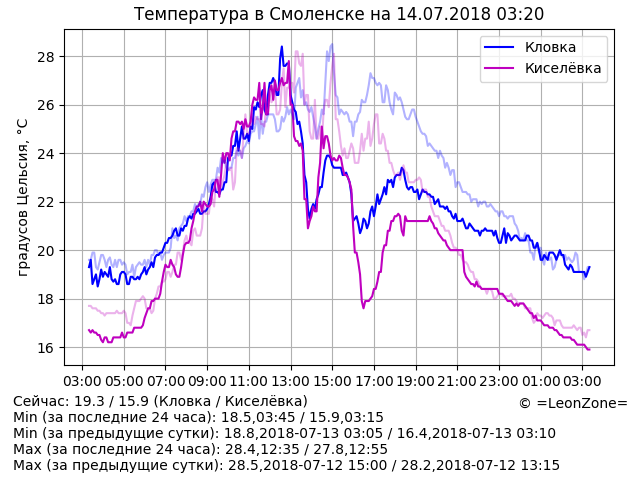 Температура в Смоленске на 14.07.2018 03:20
Кловка
Киселёвка
градусов Цельсия, °C
28
26
24
22
20
18
16
03:00 05:00 07:00 09:00 11:00 13:00 15:00 17:00 19:00 21:00 23:00 01:00 03:00
Сейчас: 19.3 / 15.9 (Кловка / Киселёвка)
© =LeonZone=
Min (за последние 24 часа): 18.5,03:45 / 15.9,03:15
Min (за предыдущие сутки): 18.8,2018-07-13 03:05 / 16.4,2018-07-13 03:10
Max (за последние 24 часа): 28.4,12:35 / 27.8,12:55
Max (за предыдущие сутки): 28.5,2018-07-12 15:00 / 28.2,2018-07-12 13:15